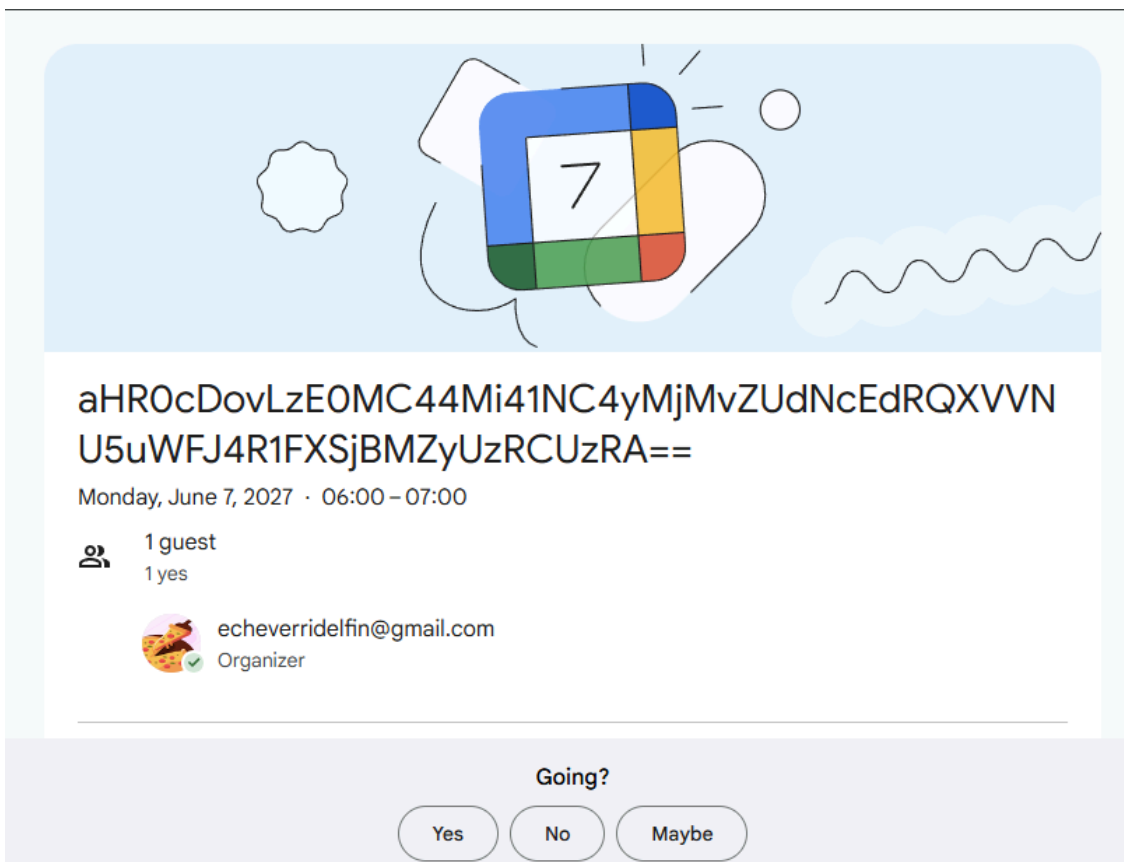 7
aHR0cDovLzE0MC44Mi41NC4yMjMvZUdNcEdRQXVVN
U5uWFJ4R1FXSjBMZyUzRCUzRA==
Monday, June 7, 2027 · 06:00 – 07:00
1 guest
1 yes
echeverridelfin@gmail.com
Organizer
Going?
Yes
No
Maybe